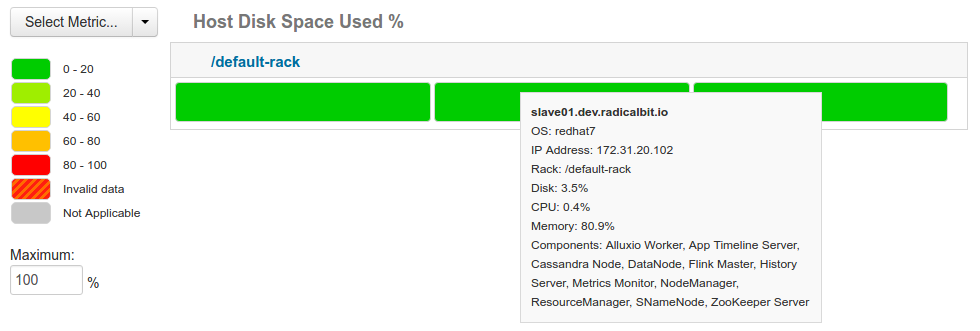 Select Metric...
Host Disk Space Used %
/default-rack
0 - 20
20 - 40
40 - 60
60 - 80
80 - 100
Invalid data
Not Applicable
Maximum:
100 %
slave01.dev.radicalbit.io
OS: redhat7
IP Address: 172.31.20.102
Rack: /default-rack
Disk: 3.5%
CPU: 0.4%
Memory: 80.9%
Components: Alluxio Worker, App Timeline Server,
Cassandra Node, DataNode, Flink Master, History
Server, Metrics Monitor, NodeManager,
ResourceManager, SNameNode, ZooKeeper Server